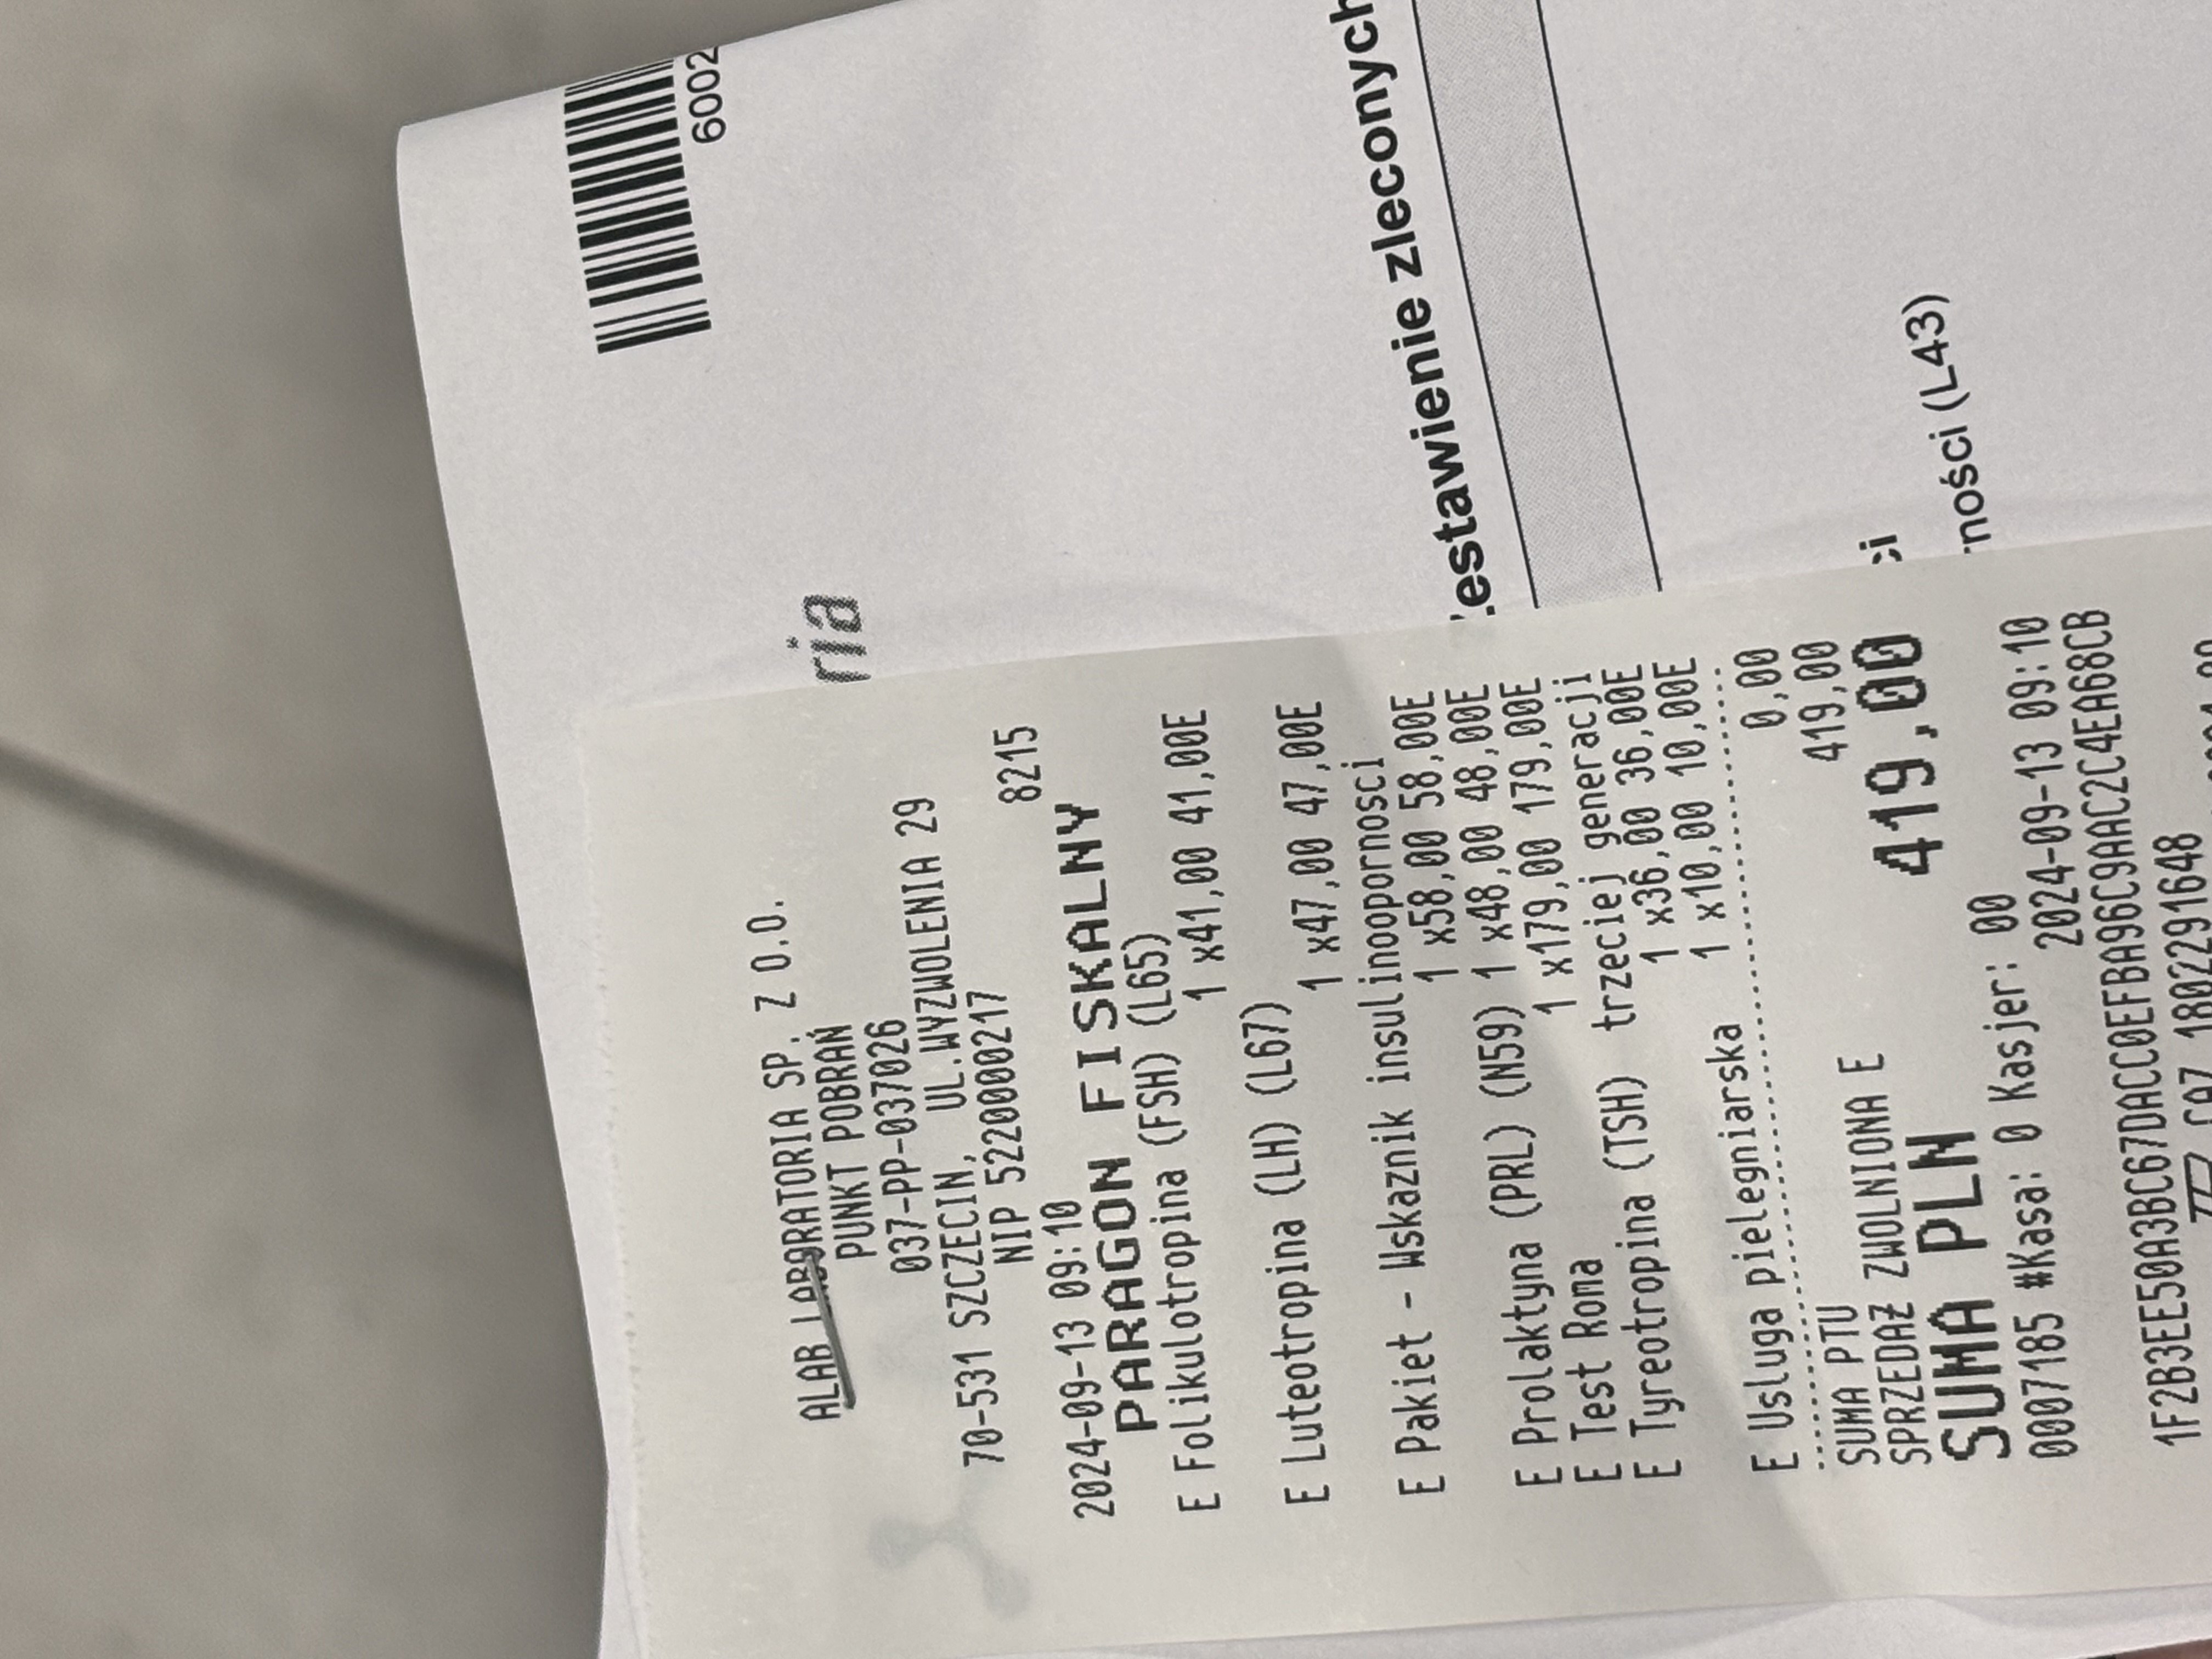 6002
ria
Zestawienie zleconych
ci
ności (L43)
ALAB LABORATORIA SP. Z O.O.
PUNKT POBRAŃ
037-PP-037026
70-531 SZCZECIN, UL.WYZWOLENIA 29
NIP 5220000217
2024-09-13 09:10 8215
PARAGON FISKALNY
E Folikulotropina (FSH) (L65)
1 x41,00 41,00E
E Luteotropina (LH) (L67)
1 x47,00 47,00E
E Pakiet - Wskaznik insulinoopornosci
1 x58,00 58,00E
E Prolaktyna (PRL) (N59) 1 x48,00 48,00E
E Test Roma 1 x179,00 179,00E
E Tyreotropina (TSH) trzeciej generacji
1 x36,00 36,00E
E Usluga pielegniarska 1 x10,00 10,00E
SUMA PTU 0,00
SPRZEDAŻ ZWOLNIONA E 419,00
SUMA PLN 419,00
0007185 #Kasa: 0 Kasjer: 00
2024-09-13 09:10
1F2B3EE50A3BC67DACC0EFBA96C9AAC2C4EA68CB
1802291648